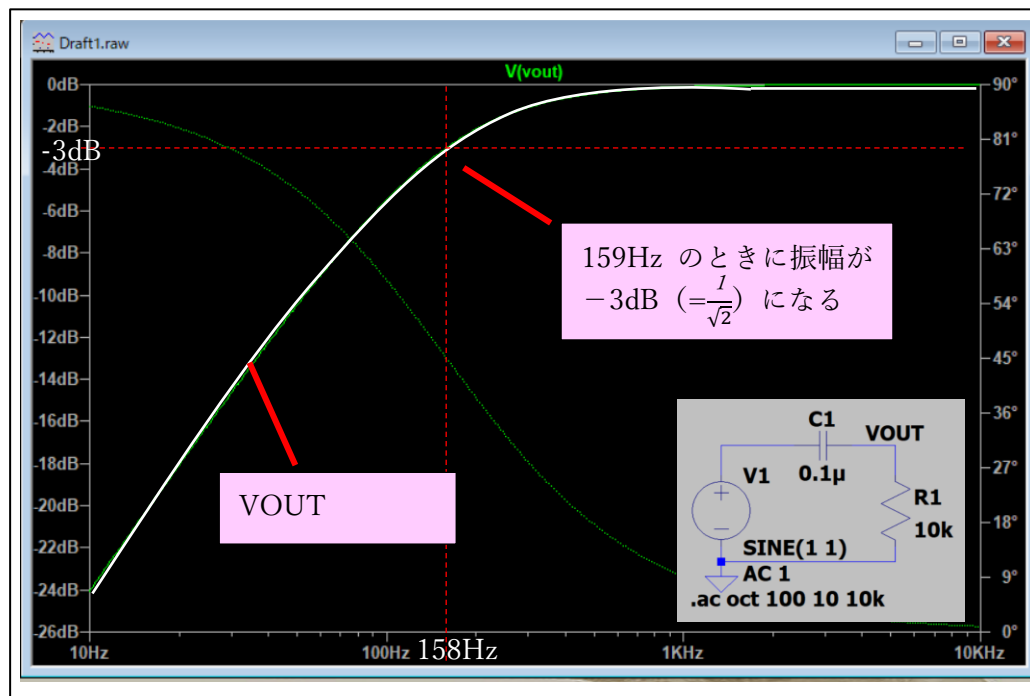 Draft1.raw
V(vout)
0dB
-2dB
-3dB
-4dB
-6dB
-8dB
-10dB
-12dB
-14dB
-16dB
-18dB
-20dB
-22dB
-24dB
-26dB
90°
81°
72°
63°
54°
45°
36°
27°
18°
9°
0°
159Hz のときに振幅が
－3dB（=1/√2）になる
VOUT
C1
VOUT
0.1µ
V1
R1
10k
SINE(1 1)
AC 1
.ac oct 100 10 10k
10Hz
100Hz
158Hz
1KHz
10KHz